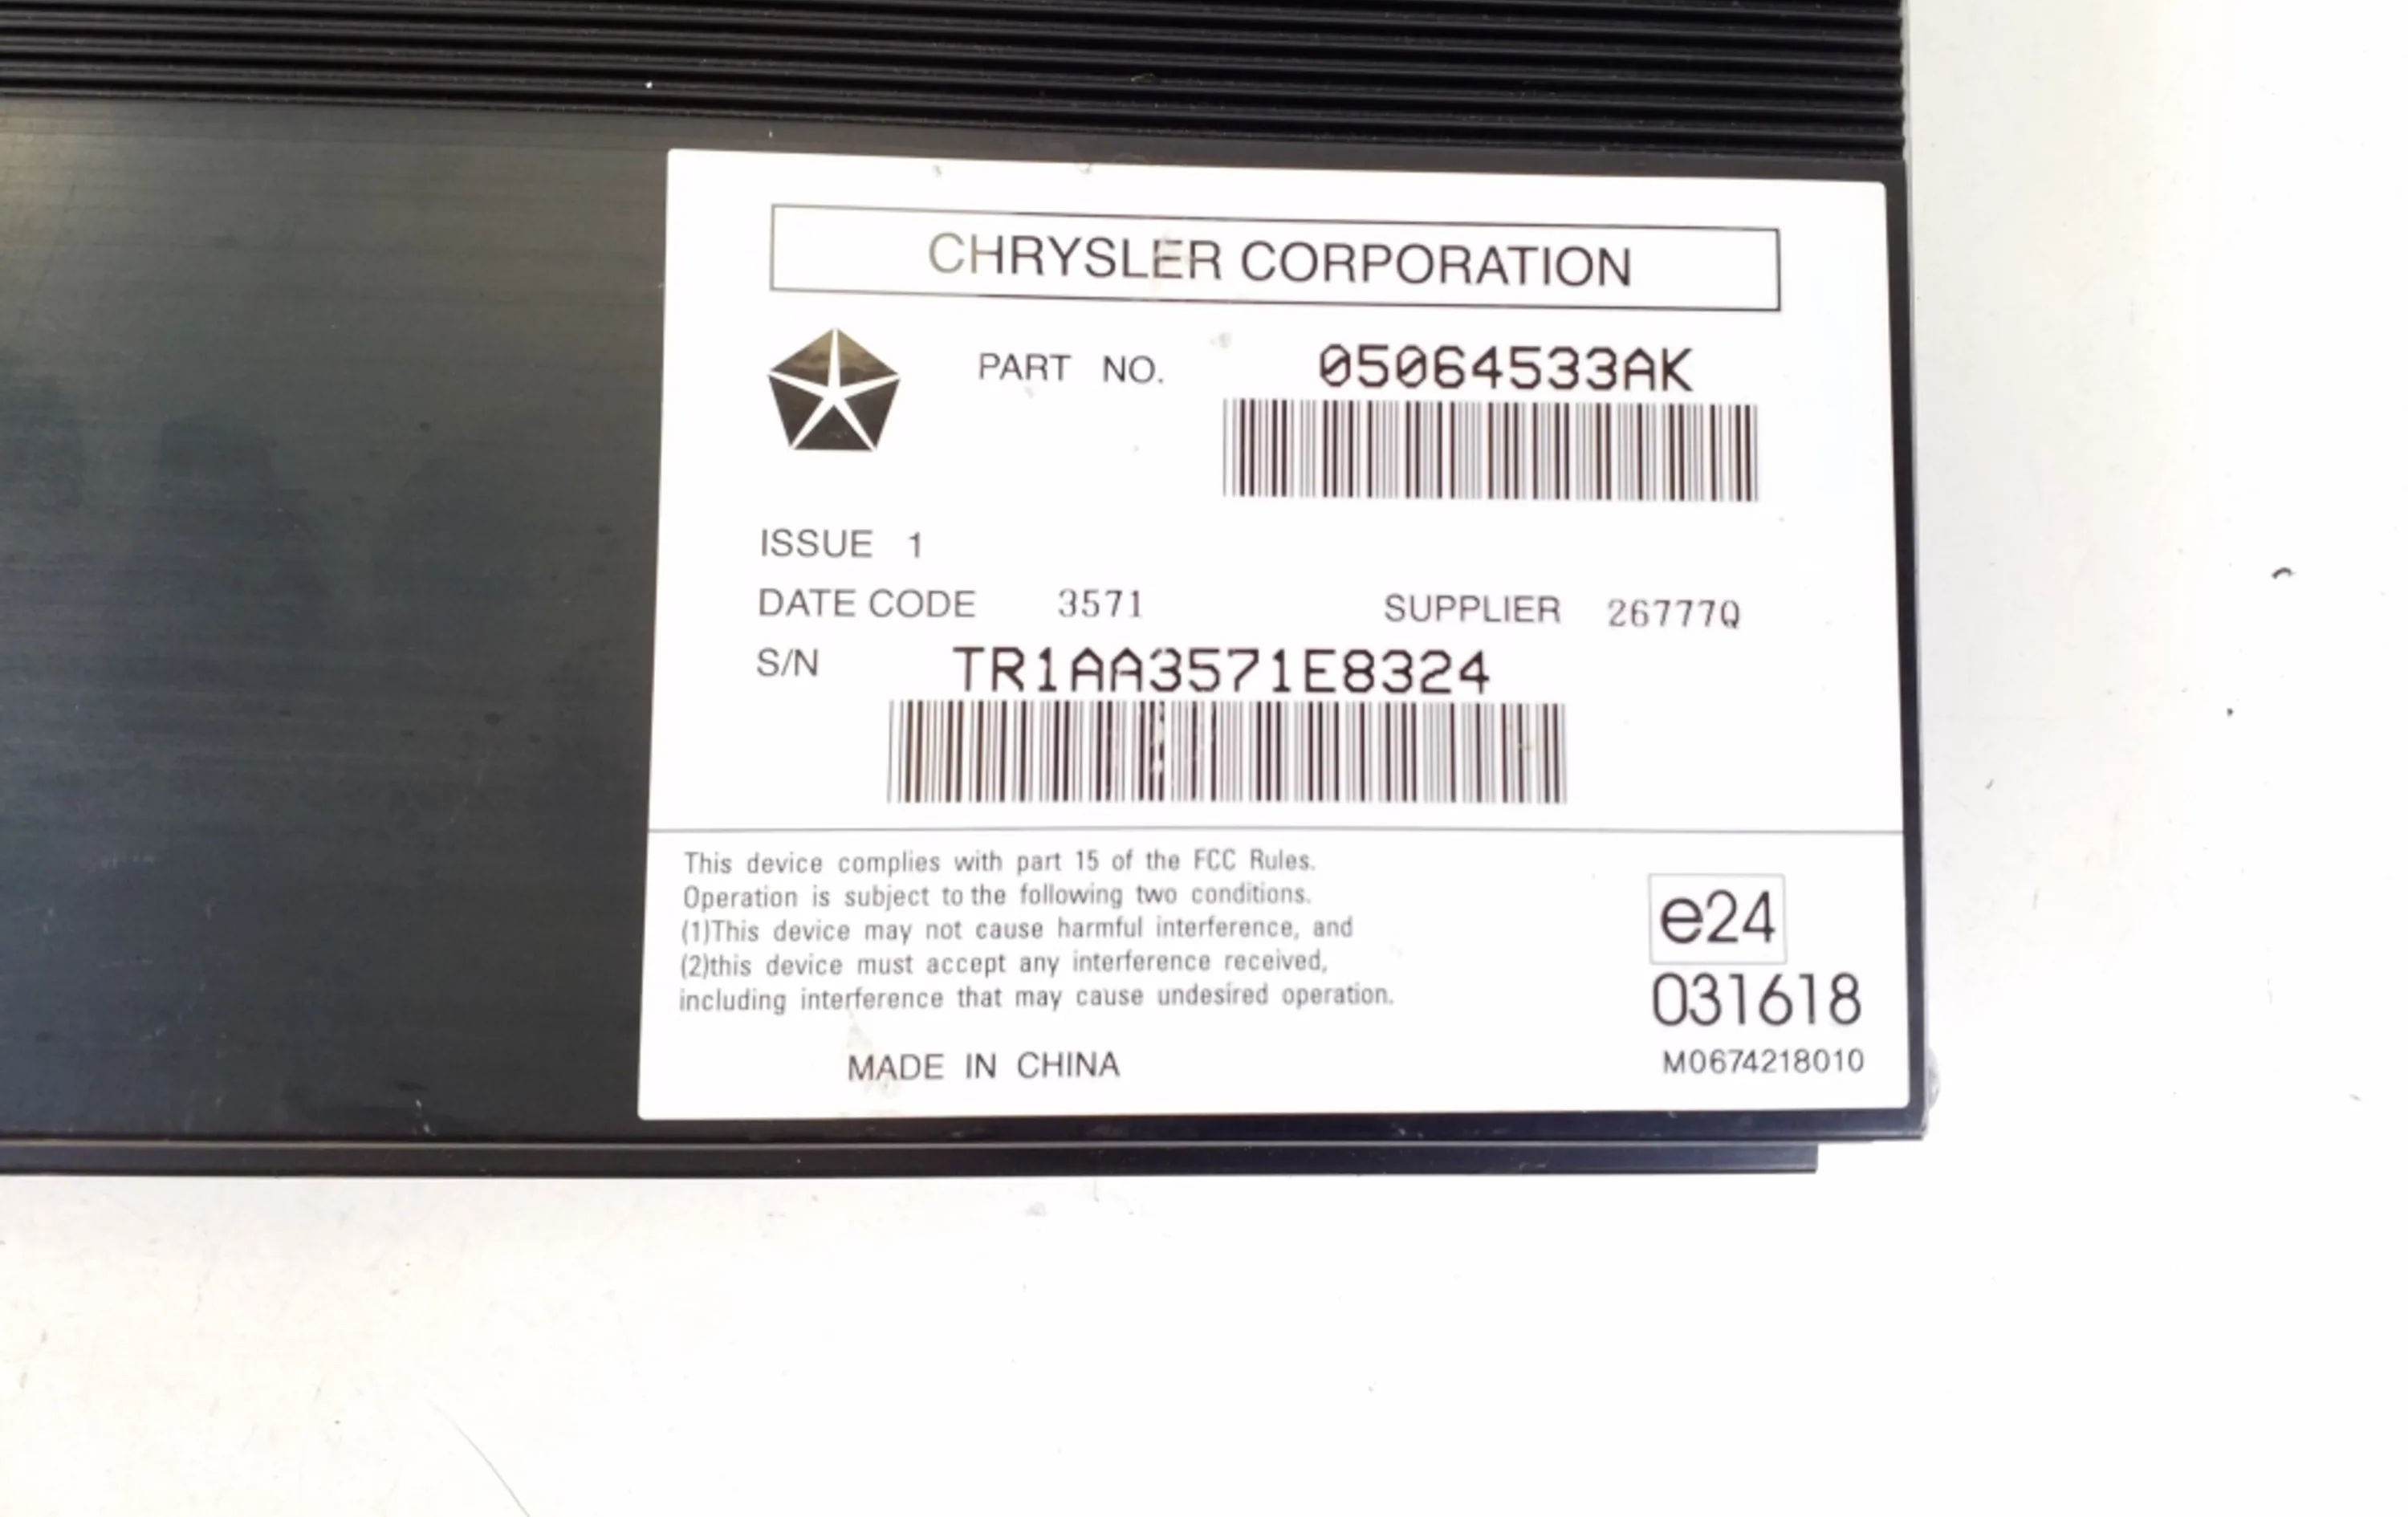 CHRYSLER CORPORATION
PART NO. 05064533AK
ISSUE 1
DATE CODE 3571 SUPPLIER 26777Q
S/N TR1AA3571E8324
This device complies with part 15 of the FCC Rules.
Operation is subject to the following two conditions.
(1)This device may not cause harmful interference, and
(2)this device must accept any interference received,
including interference that may cause undesired operation.
MADE IN CHINA
e24
031618
M0674218010